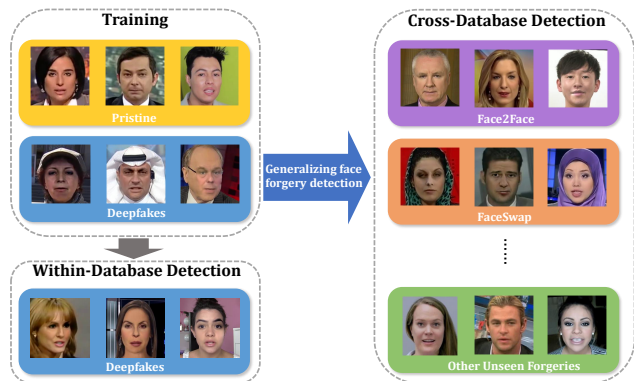 Training
Pristine
Deepfakes
Within-Database Detection
Deepfakes
Generalizing face
forgery detection
Cross-Database Detection
Face2Face
FaceSwap
Other Unseen Forgeries